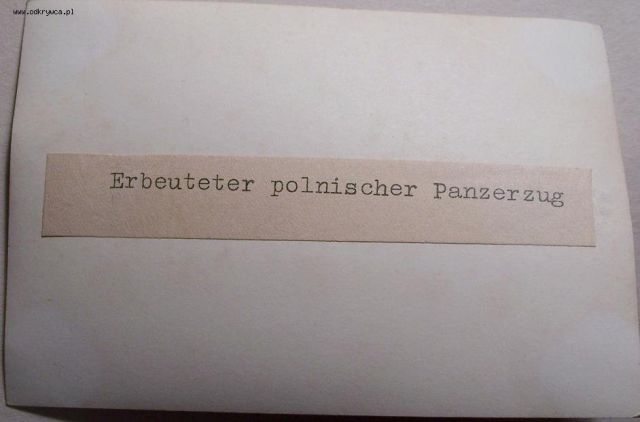 www.odkrywca.pl
Erbeuteter polnischer Panzerzug